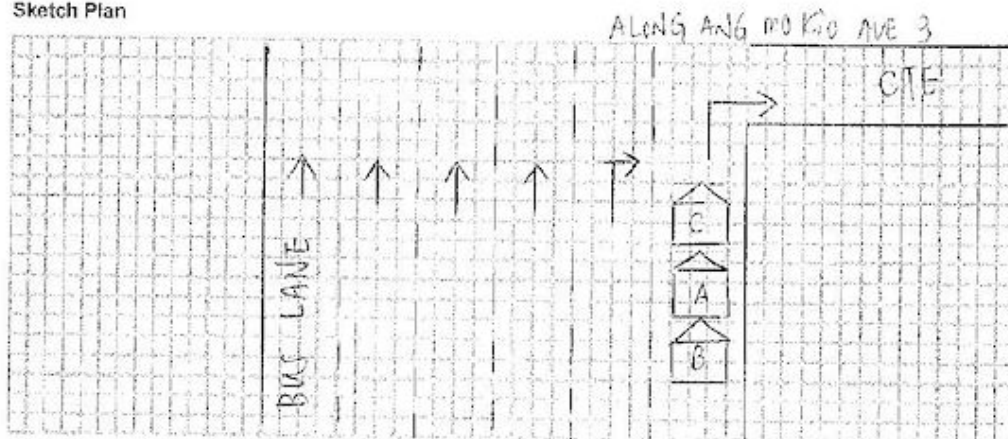 Sketch Plan
ALONG ANG MO KIO AVE 3
CTE
BUS LANE
C
A
B